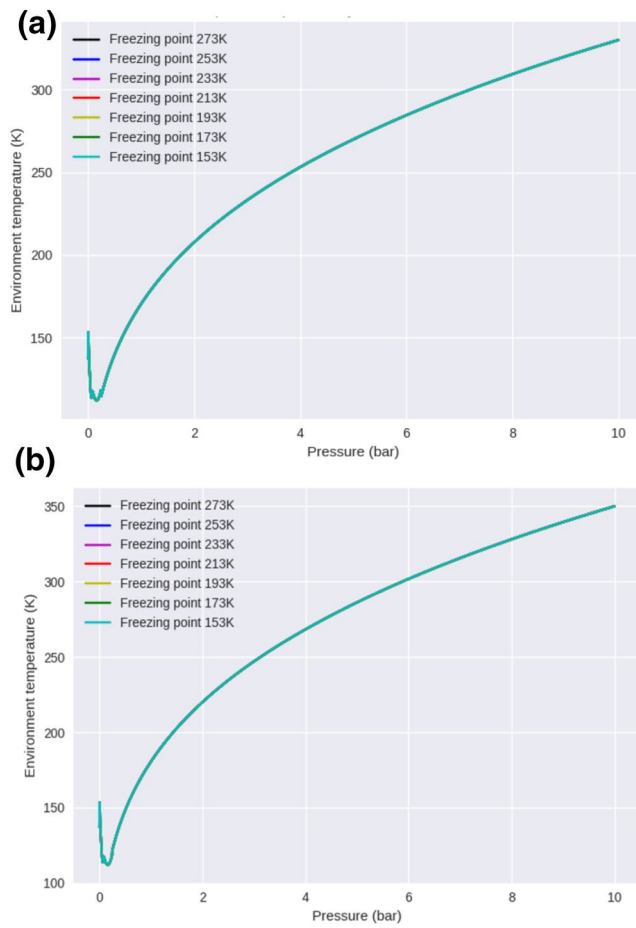 (a)
Freezing point 273K
Freezing point 253K
Freezing point 233K
Freezing point 213K
Freezing point 193K
Freezing point 173K
Freezing point 153K
Environment temperature (K)
300
250
200
150
0 2 4 6 8 10
Pressure (bar)
(b)
Freezing point 273K
Freezing point 253K
Freezing point 233K
Freezing point 213K
Freezing point 193K
Freezing point 173K
Freezing point 153K
Environment temperature (K)
350
300
250
200
150
100
0 2 4 6 8 10
Pressure (bar)